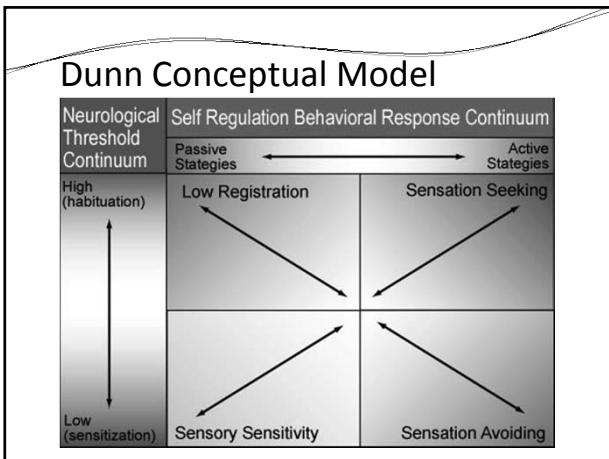 Dunn Conceptual Model
Neurological
Threshold
Continuum
Self Regulation Behavioral Response Continuum
Passive
Stategies
Active
Stategies
High
(habituation)
Low Registration
Sensation Seeking
Low
(sensitization)
Sensory Sensitivity
Sensation Avoiding